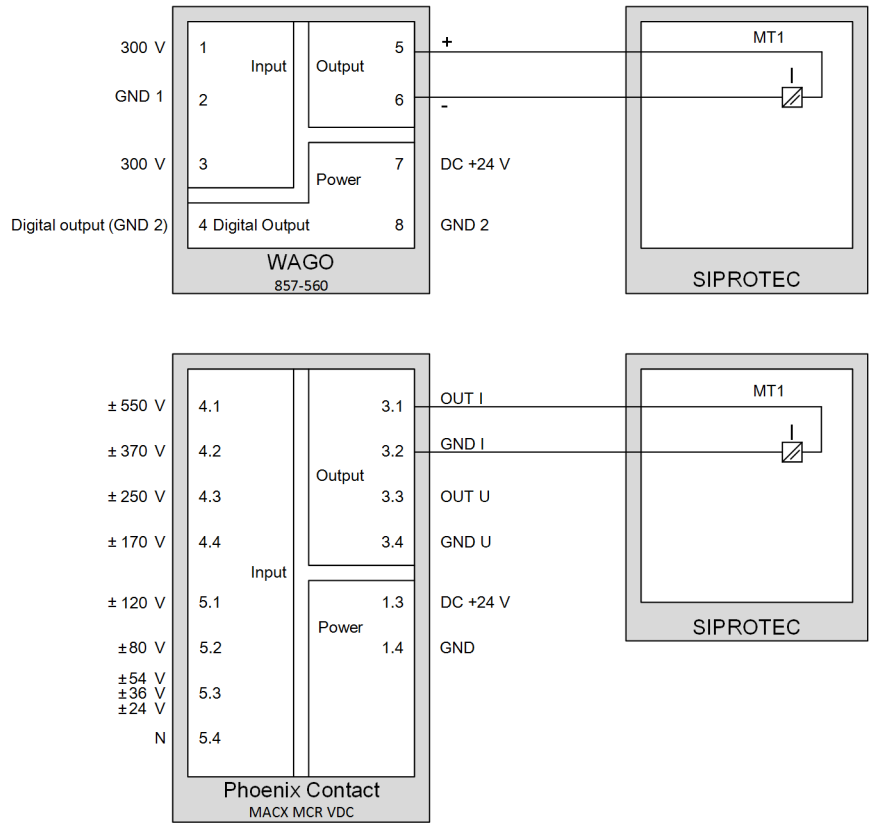 300 V 1 Input Output 5 + MT1
I
GND 1 2 6 -
300 V 3 Power 7 DC +24 V
Digital output (GND 2) 4 Digital Output 8 GND 2
WAGO
857-560
SIPROTEC
± 550 V 4.1 3.1 OUT I MT1
I
± 370 V 4.2 3.2 GND I
Output
± 250 V 4.3 3.3 OUT U
± 170 V 4.4 3.4 GND U
Input
± 120 V 5.1 1.3 DC +24 V
Power
SIPROTEC
±80 V 5.2 1.4 GND
±54 V
±36 V 5.3
±24 V
N 5.4
Phoenix Contact
MACX MCR VDC